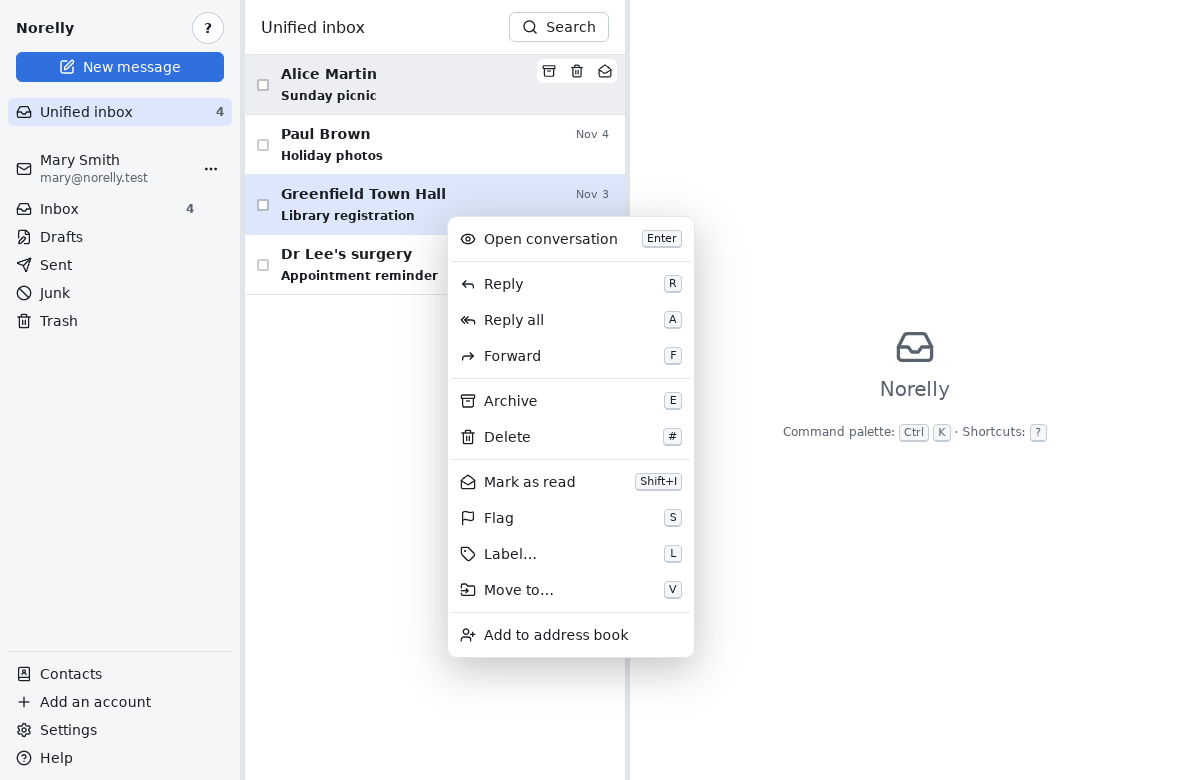 Norelly
?
New message
Unified inbox 4
Mary Smith
mary@norelly.test
Inbox 4
Drafts
Sent
Junk
Trash
Contacts
Add an account
Settings
Help
Unified inbox
Search
Alice Martin
Sunday picnic
Paul Brown Nov 4
Holiday photos
Greenfield Town Hall Nov 3
Library registration
Dr Lee's surgery
Appointment reminder
Open conversation Enter
Reply R
Reply all A
Forward F
Archive E
Delete #
Mark as read Shift+I
Flag S
Label… L
Move to… V
Add to address book
Norelly
Command palette: Ctrl K · Shortcuts: ?